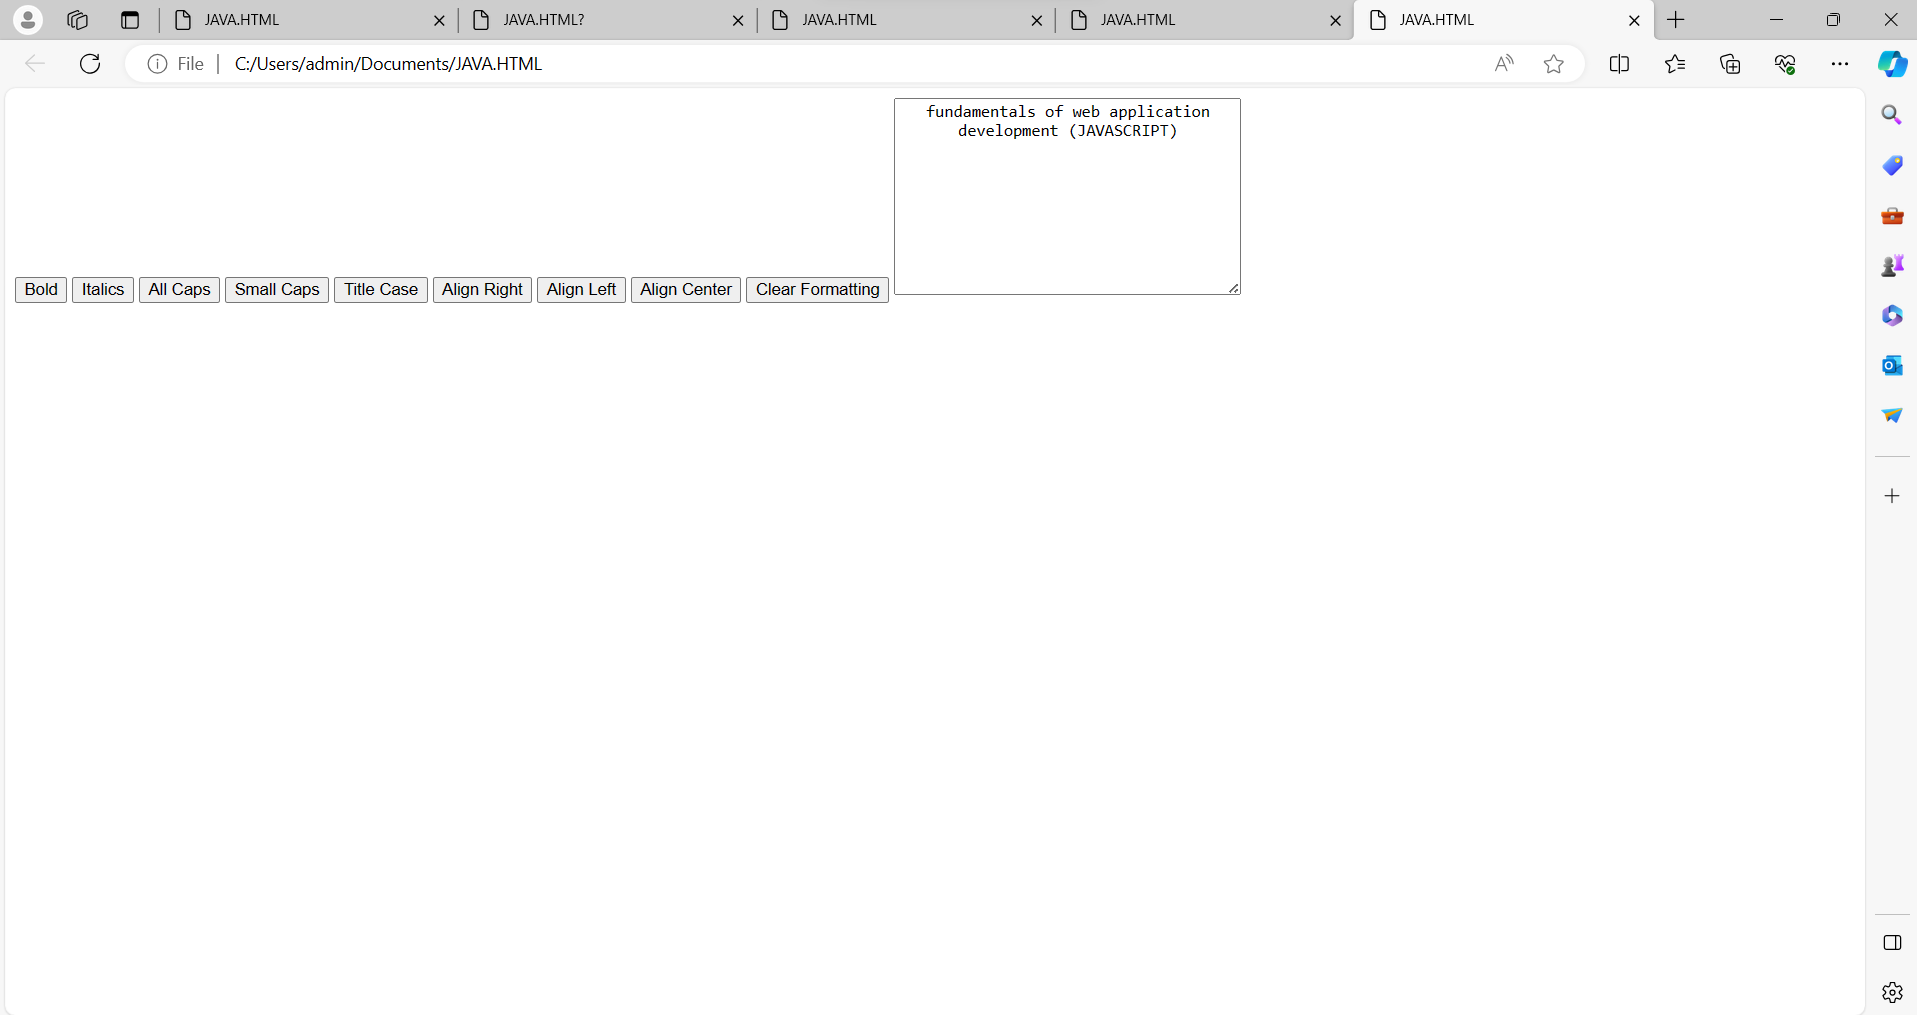 JAVA.HTML
JAVA.HTML?
JAVA.HTML
JAVA.HTML
JAVA.HTML
File
C:/Users/admin/Documents/JAVA.HTML
fundamentals of web application
development (JAVASCRIPT)
Bold Italics All Caps Small Caps Title Case Align Right Align Left Align Center Clear Formatting